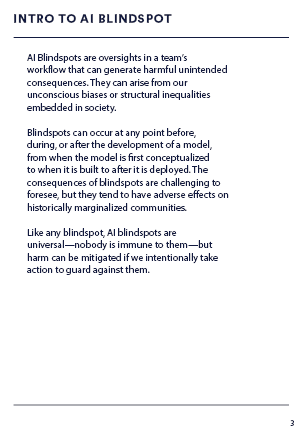 INTRO TO AI BLINDSPOT
AI Blindspots are oversights in a team's
workflow that can generate harmful unintended
consequences. They can arise from our
unconscious biases or structural inequalities
embedded in society.
Blindspots can occur at any point before,
during, or after the development of a model,
from when the model is first conceptualized
to when it is built to after it is deployed. The
consequences of blindspots are challenging to
foresee, but they tend to have adverse effects on
historically marginalized communities.
Like any blindspot, AI blindspots are
universal—nobody is immune to them—but
harm can be mitigated if we intentionally take
action to guard against them.
3